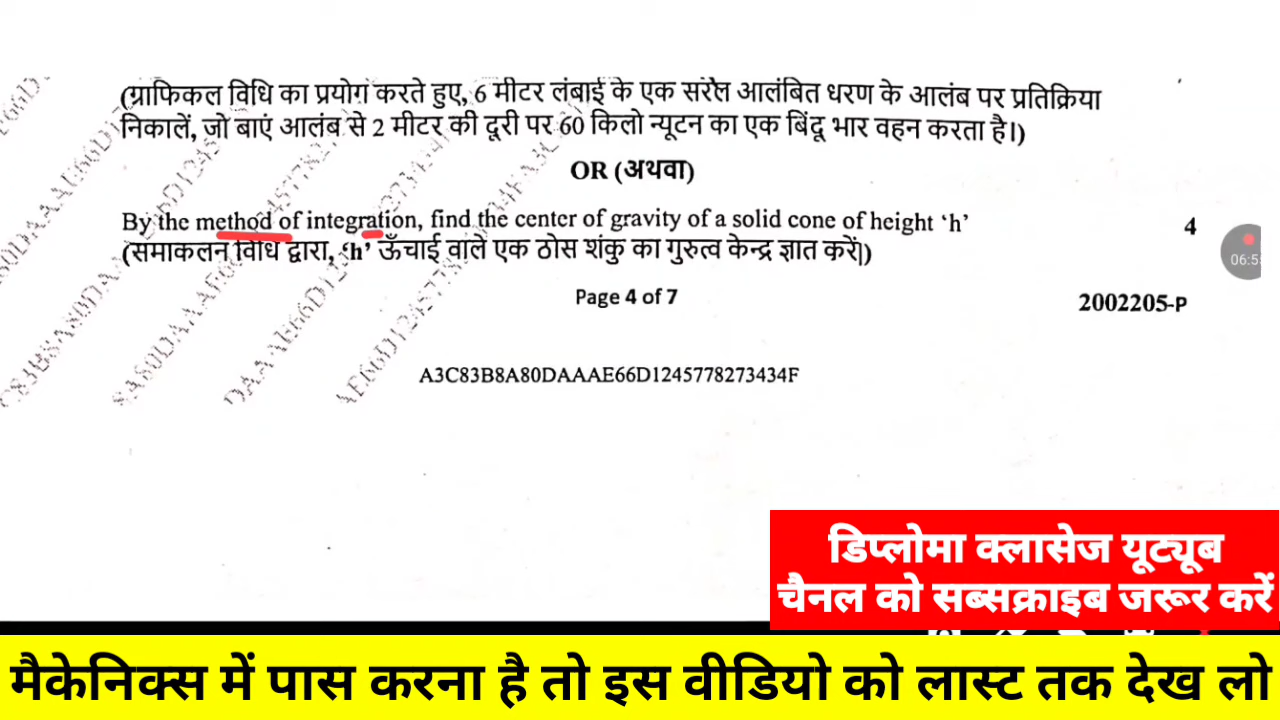 (ग्राफिकल विधि का प्रयोग करते हुए, 6 मीटर लंबाई के एक सरल आलंबित धरण के आलंब पर प्रतिक्रिया
निकालें, जो बाएं आलंब से 2 मीटर की दूरी पर 60 किलो न्यूटन का एक बिंदू भार वहन करता है।)
OR (अथवा)
By the method of integration, find the center of gravity of a solid cone of height ‘h’ 4
(समाकलन विधि द्वारा, ‘h’ ऊँचाई वाले एक ठोस शंकु का गुरुत्व केन्द्र ज्ञात करें|)
06:5
Page 4 of 7 2002205-P
A3C83B8A80DAAAE66D1245778273434F
डिप्लोमा क्लासेज यूट्यूब
चैनल को सब्सक्राइब जरूर करें
मैकेनिक्स में पास करना है तो इस वीडियो को लास्ट तक देख लो